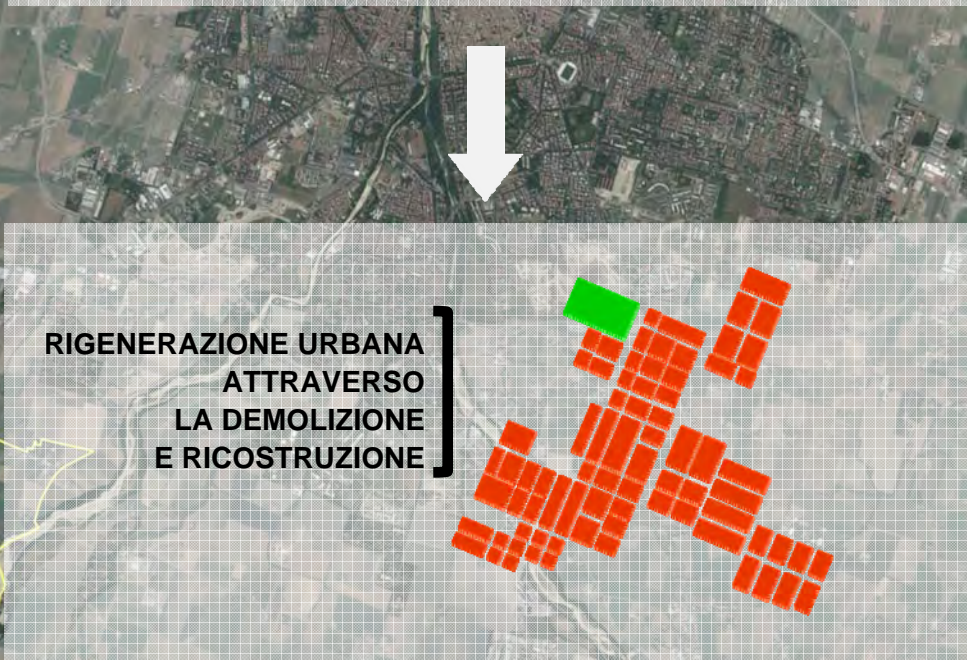 RIGENERAZIONE URBANA
ATTRAVERSO
LA DEMOLIZIONE
E RICOSTRUZIONE